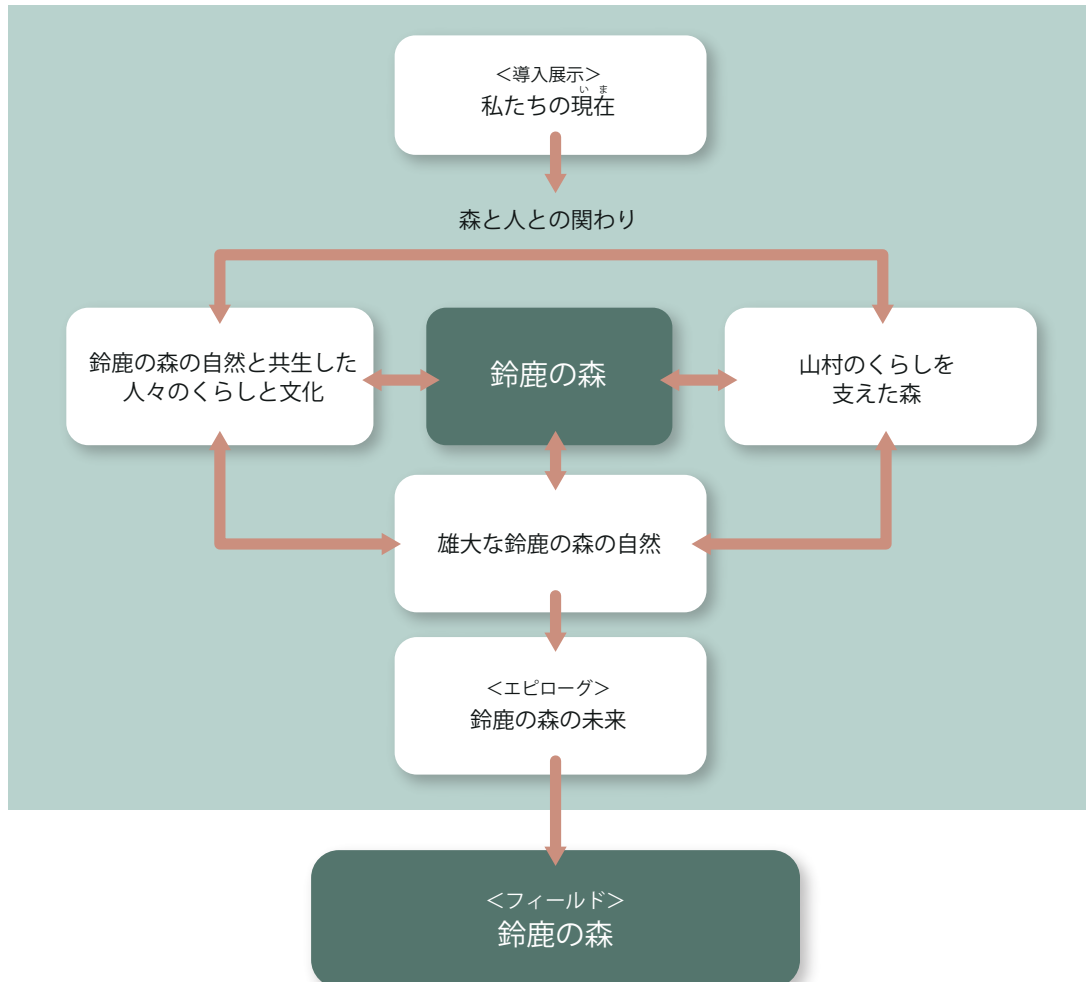 ＜導入展示＞
いま
私たちの現在
森と人との関わり
鈴鹿の森の自然と共生した
人々のくらしと文化
鈴鹿の森
山村のくらしを
支えた森
雄大な鈴鹿の森の自然
＜エピローグ＞
鈴鹿の森の未来
＜フィールド＞
鈴鹿の森